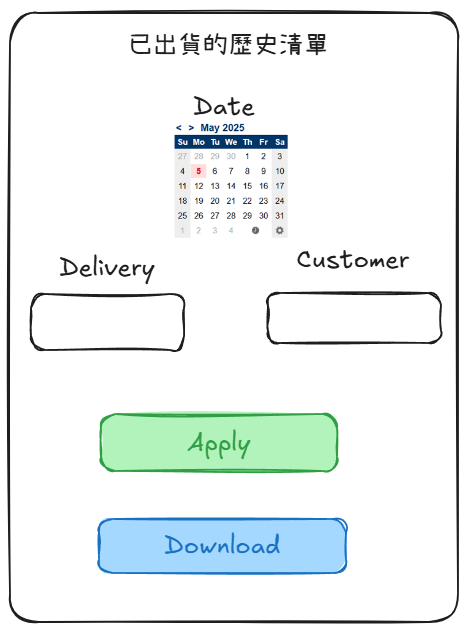 已出貨的歷史清單
Date
< > May 2025
Su Mo Tu We Th Fr Sa
27 28 29 30 1 2 3
4 5 6 7 8 9 10
11 12 13 14 15 16 17
18 19 20 21 22 23 24
25 26 27 28 29 30 31
1 2 3 4
Delivery
Customer
Apply
Download